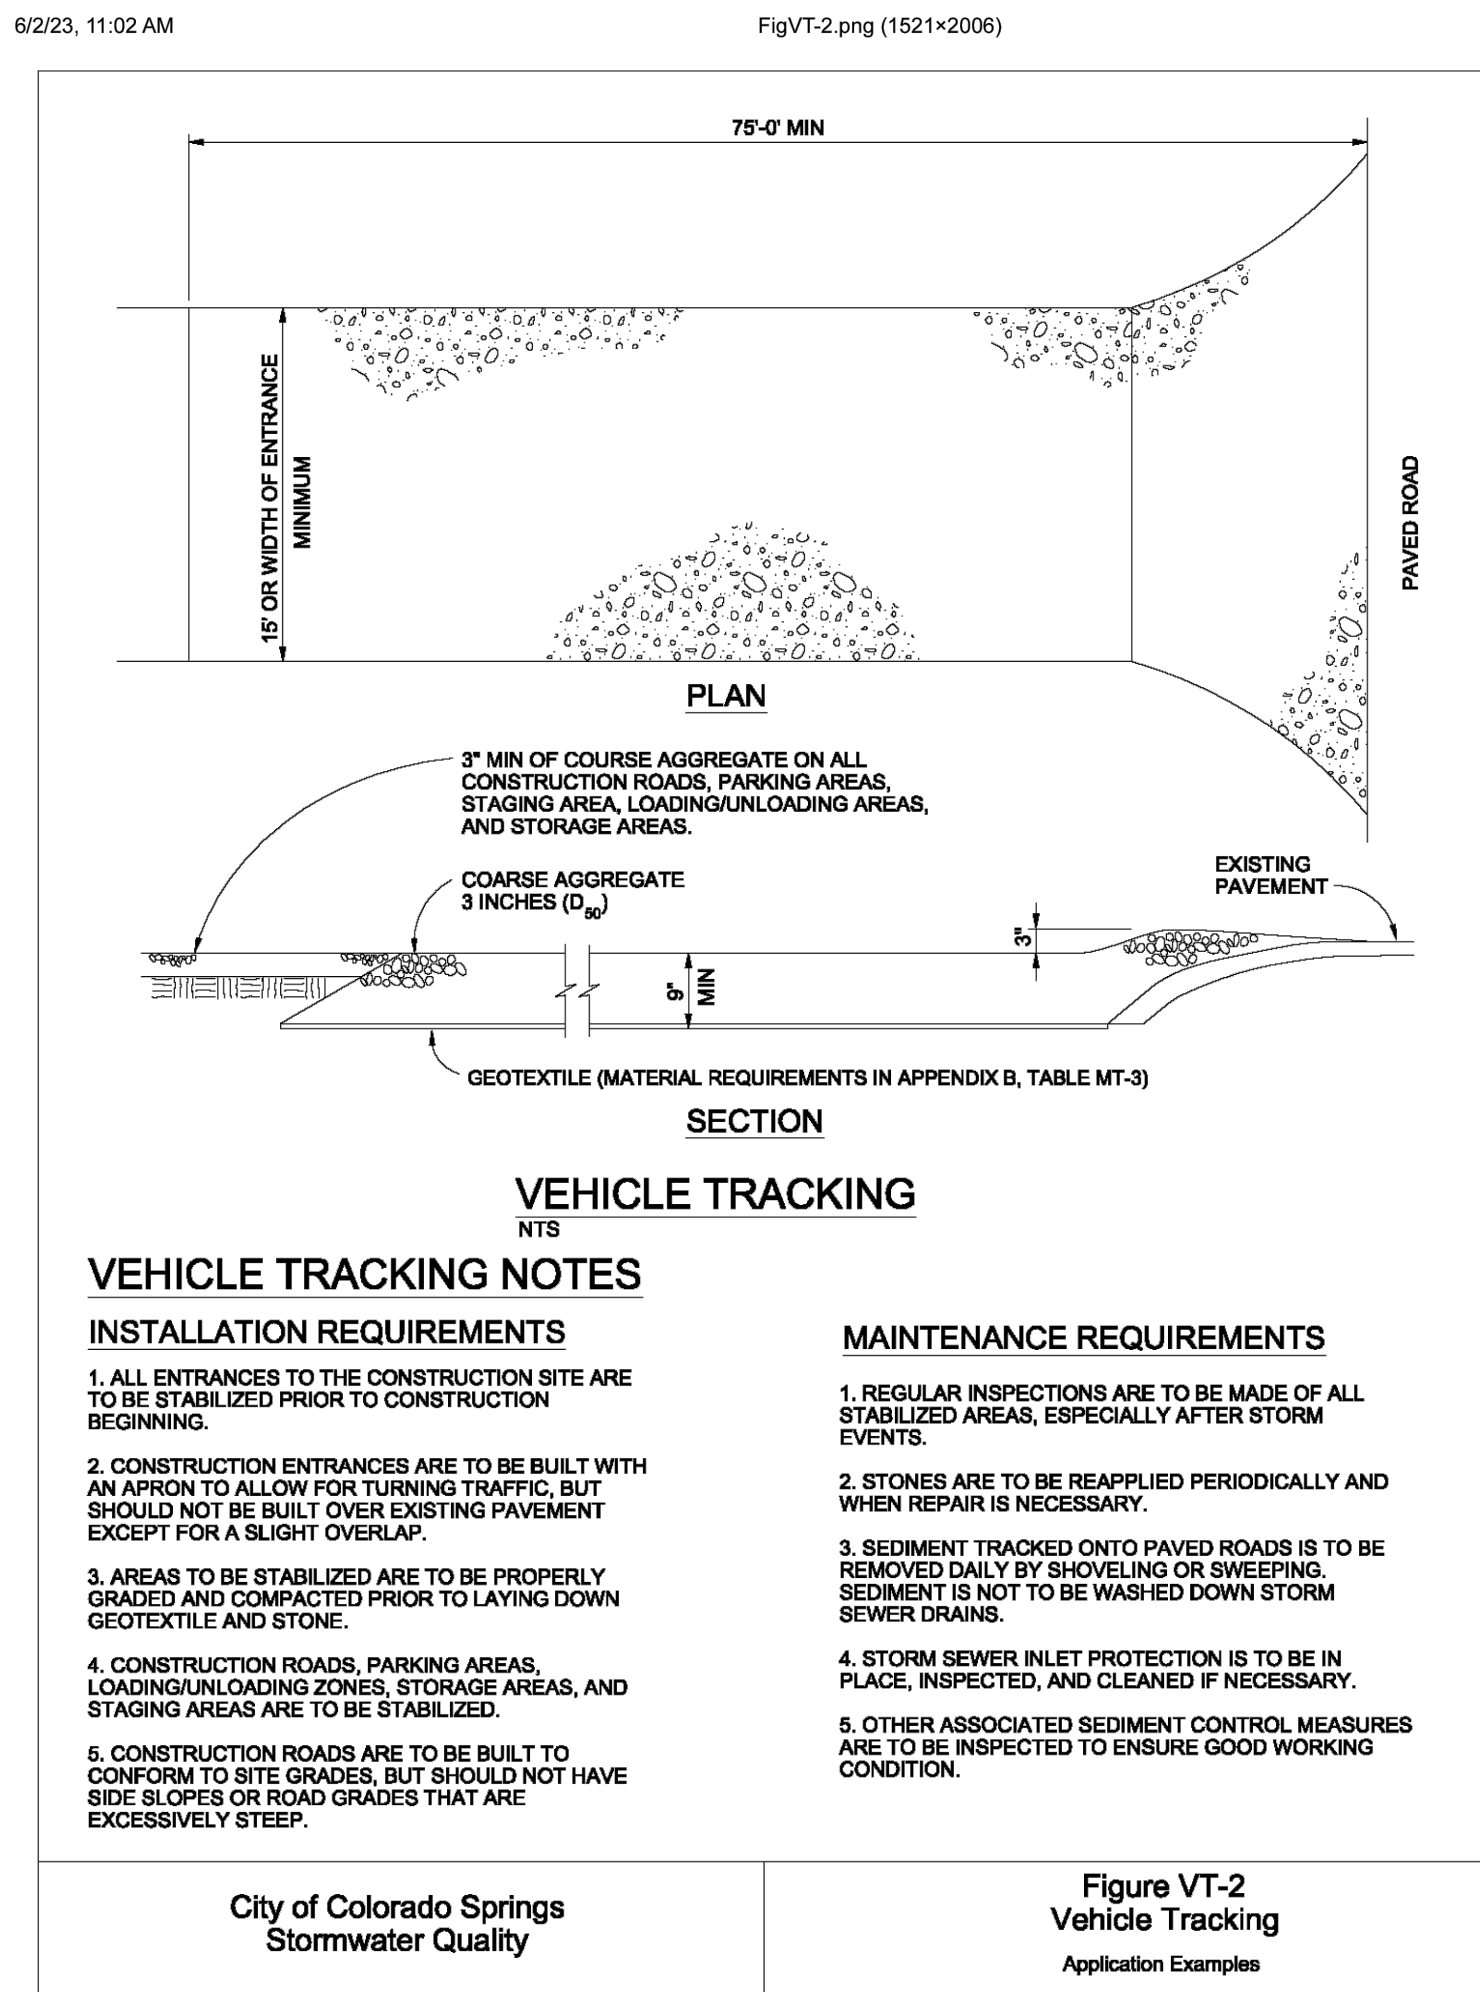 6/2/23, 11:02 AM
FigVT-2.png (1521×2006)
75'-0' MIN
15' OR WIDTH OF ENTRANCE
MINIMUM
PAVED ROAD
PLAN
3" MIN OF COURSE AGGREGATE ON ALL
CONSTRUCTION ROADS, PARKING AREAS,
STAGING AREA, LOADING/UNLOADING AREAS,
AND STORAGE AREAS.
COARSE AGGREGATE
3 INCHES (D50)
EXISTING
PAVEMENT
3"
9"
MIN
GEOTEXTILE (MATERIAL REQUIREMENTS IN APPENDIX B, TABLE MT-3)
SECTION
VEHICLE TRACKING
NTS
VEHICLE TRACKING NOTES
INSTALLATION REQUIREMENTS
1. ALL ENTRANCES TO THE CONSTRUCTION SITE ARE
TO BE STABILIZED PRIOR TO CONSTRUCTION
BEGINNING.
2. CONSTRUCTION ENTRANCES ARE TO BE BUILT WITH
AN APRON TO ALLOW FOR TURNING TRAFFIC, BUT
SHOULD NOT BE BUILT OVER EXISTING PAVEMENT
EXCEPT FOR A SLIGHT OVERLAP.
3. AREAS TO BE STABILIZED ARE TO BE PROPERLY
GRADED AND COMPACTED PRIOR TO LAYING DOWN
GEOTEXTILE AND STONE.
4. CONSTRUCTION ROADS, PARKING AREAS,
LOADING/UNLOADING ZONES, STORAGE AREAS, AND
STAGING AREAS ARE TO BE STABILIZED.
5. CONSTRUCTION ROADS ARE TO BE BUILT TO
CONFORM TO SITE GRADES, BUT SHOULD NOT HAVE
SIDE SLOPES OR ROAD GRADES THAT ARE
EXCESSIVELY STEEP.
MAINTENANCE REQUIREMENTS
1. REGULAR INSPECTIONS ARE TO BE MADE OF ALL
STABILIZED AREAS, ESPECIALLY AFTER STORM
EVENTS.
2. STONES ARE TO BE REAPPLIED PERIODICALLY AND
WHEN REPAIR IS NECESSARY.
3. SEDIMENT TRACKED ONTO PAVED ROADS IS TO BE
REMOVED DAILY BY SHOVELING OR SWEEPING.
SEDIMENT IS NOT TO BE WASHED DOWN STORM
SEWER DRAINS.
4. STORM SEWER INLET PROTECTION IS TO BE IN
PLACE, INSPECTED, AND CLEANED IF NECESSARY.
5. OTHER ASSOCIATED SEDIMENT CONTROL MEASURES
ARE TO BE INSPECTED TO ENSURE GOOD WORKING
CONDITION.
City of Colorado Springs
Stormwater Quality
Figure VT-2
Vehicle Tracking
Application Examples